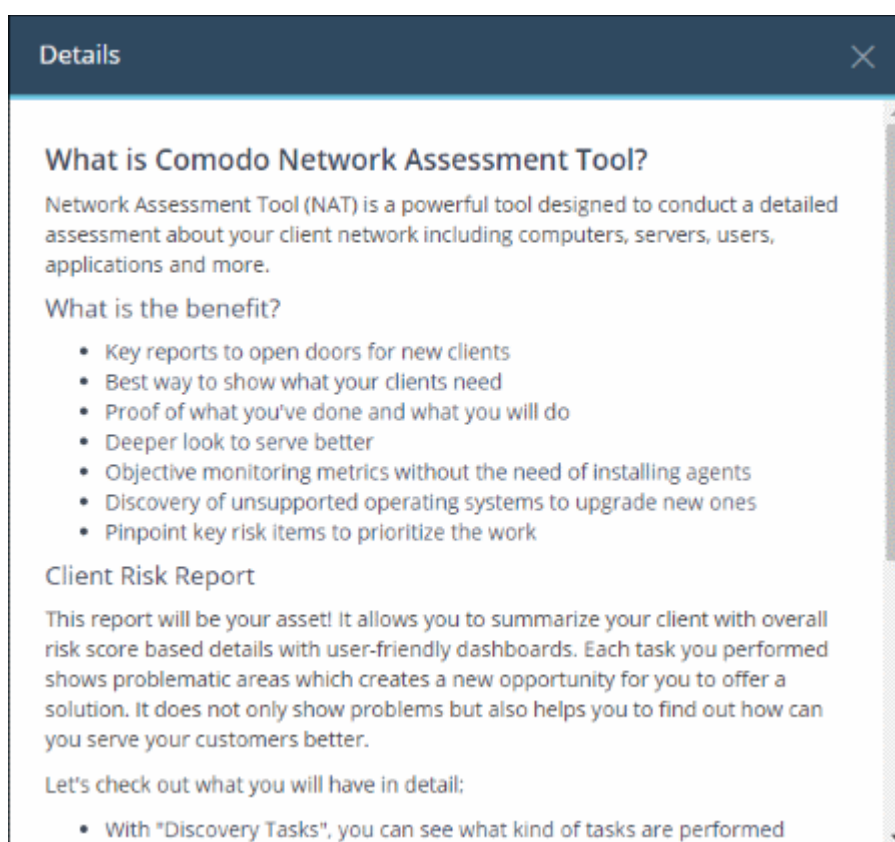 Details
What is Comodo Network Assessment Tool?
Network Assessment Tool (NAT) is a powerful tool designed to conduct a detailed
assessment about your client network including computers, servers, users,
applications and more.
What is the benefit?
• Key reports to open doors for new clients
• Best way to show what your clients need
• Proof of what you've done and what you will do
• Deeper look to serve better
• Objective monitoring metrics without the need of installing agents
• Discovery of unsupported operating systems to upgrade new ones
• Pinpoint key risk items to prioritize the work
Client Risk Report
This report will be your asset! It allows you to summarize your client with overall
risk score based details with user-friendly dashboards. Each task you performed
shows problematic areas which creates a new opportunity for you to offer a
solution. It does not only show problems but also helps you to find out how can
you serve your customers better.
Let's check out what you will have in detail:
• With "Discovery Tasks", you can see what kind of tasks are performed